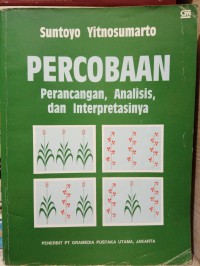 Suntoyo Yitnosumarto
PERCOBAAN
Perancangan, Analisis,
dan Interpretasinya
PENERBIT PT GRAMEDIA PUSTAKA UTAMA, JAKARTA